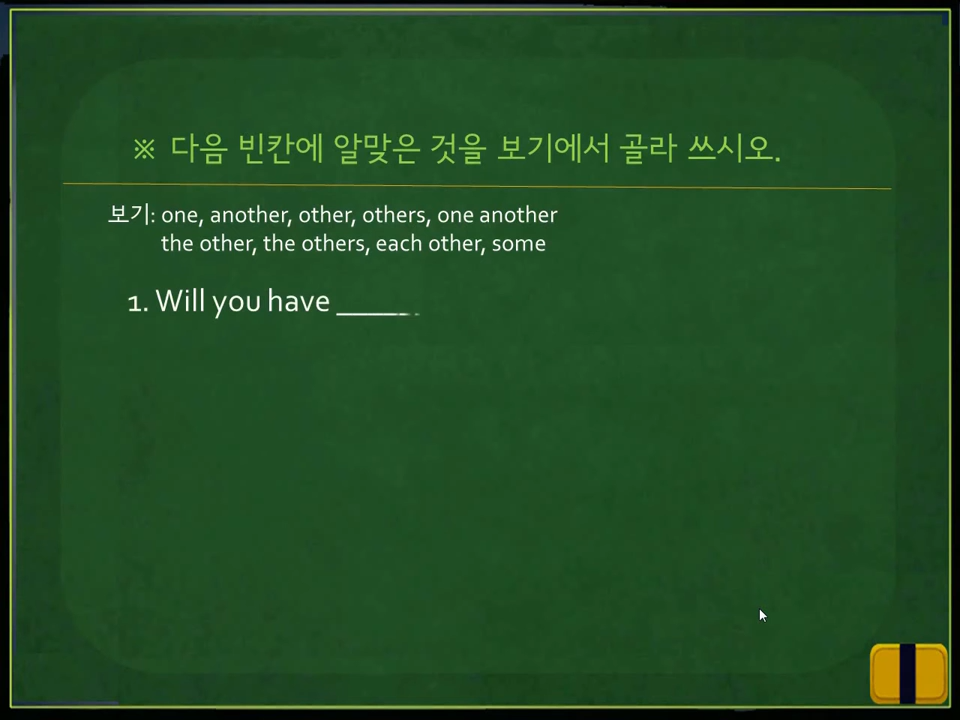 ※ 다음 빈칸에 알맞은 것을 보기에서 골라 쓰시오.
보기: one, another, other, others, one another
the other, the others, each other, some
1. Will you have _____